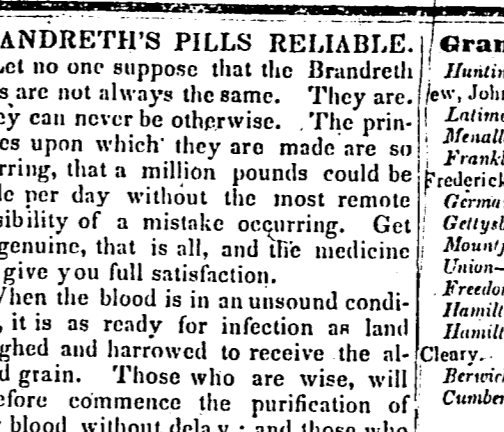 ANDRETH'S PILLS RELIABLE.
Let no one suppose that the Brandreth
s are not always the same. They are.
ey can never be otherwise. The prin-
es upon which they are made are so
rring, that a million pounds could be
le per day without the most remote
sibility of a mistake occurring. Get
genuine, that is all, and the medicine
give you full satisfaction.
When the blood is in an unsound condi-
, it is as ready for infection as land
ghed and harrowed to receive the al-
d grain. Those who are wise, will
efore commence the purification of
blood without delay ; and those who
Gran
Huntin
ew, John
Latime
Menall
Frankl
Frederick
Germa
Gettysb
Mountj
Union—
Freedo
Hamilt
Hamilt
Cleary.
Berwick
Cumber